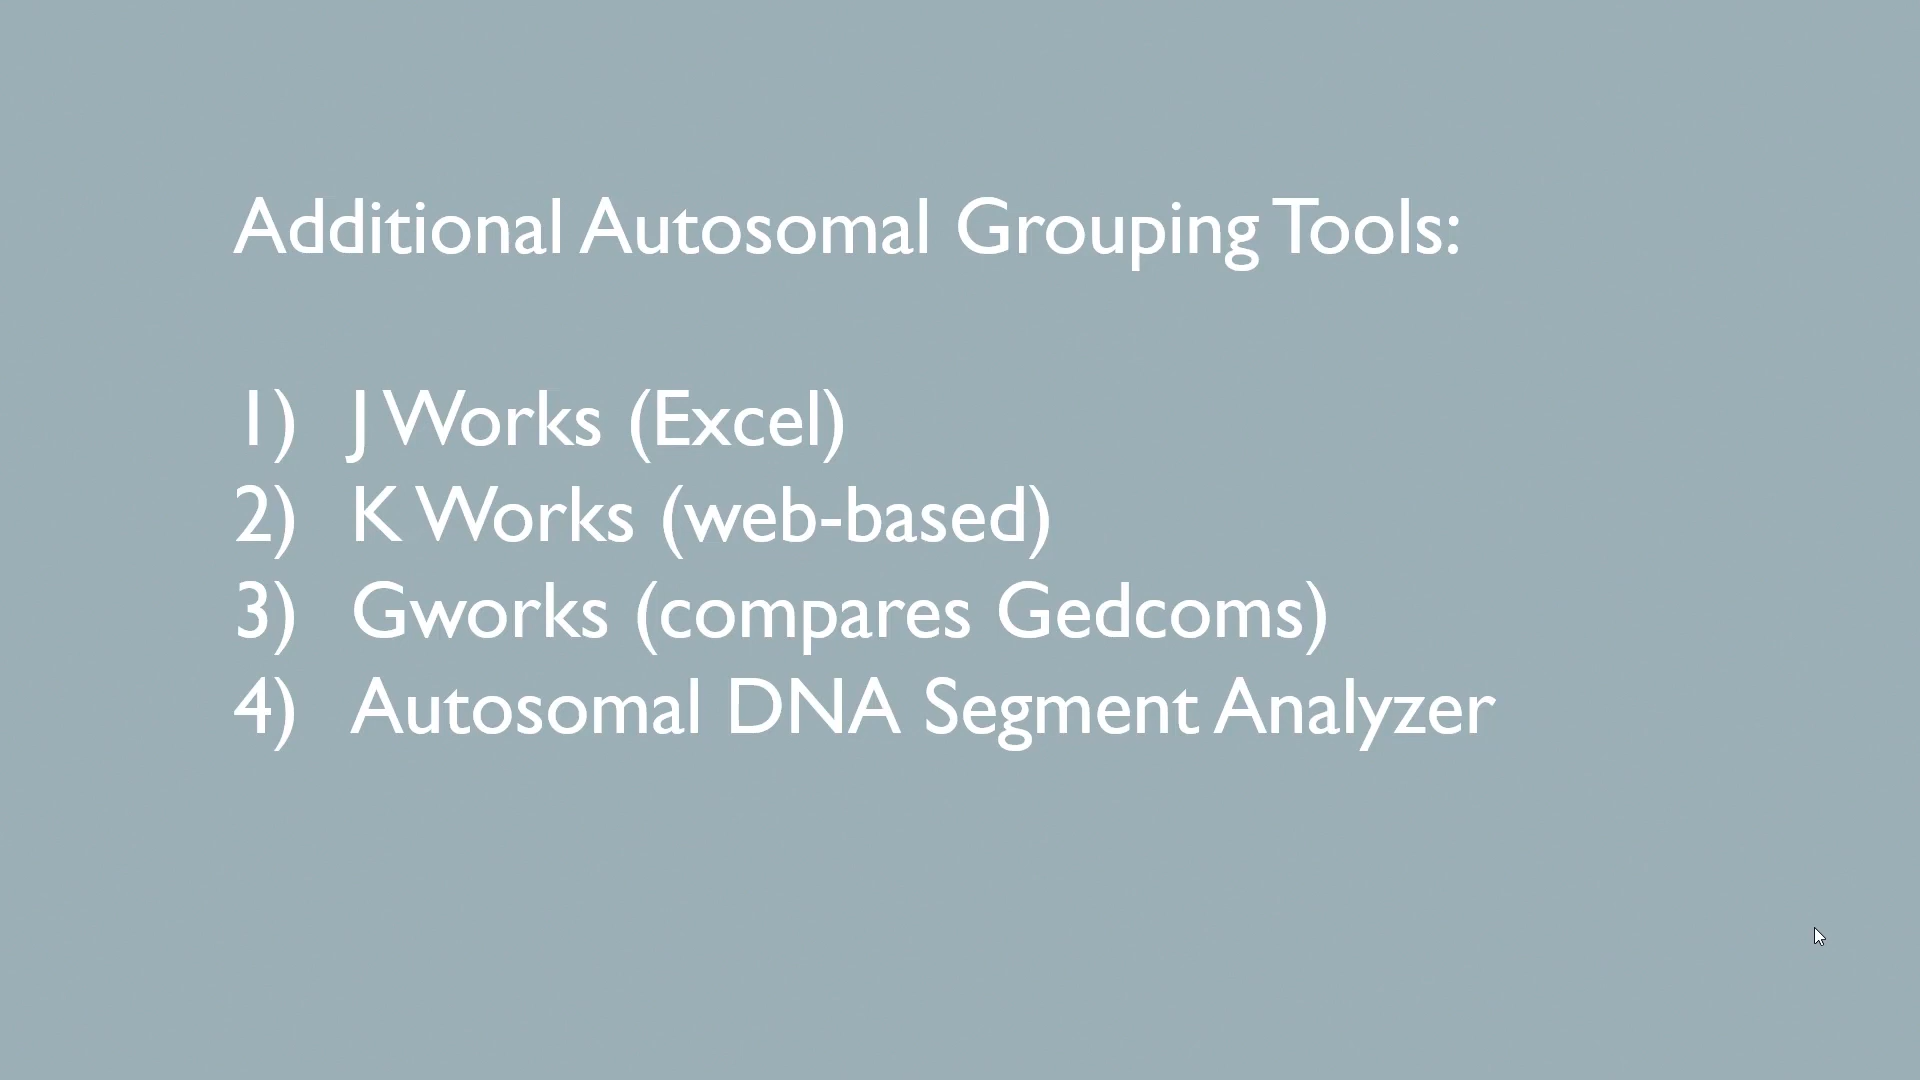 Additional Autosomal Grouping Tools:
1) J Works (Excel)
2) K Works (web-based)
3) Gworks (compares Gedcoms)
4) Autosomal DNA Segment Analyzer